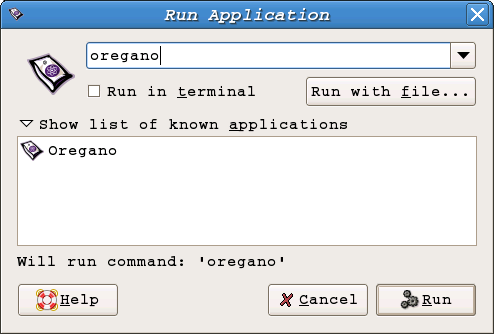 Run Application
oregano
Run in terminal
Run with file...
Show list of known applications
Oregano
Will run command: 'oregano'
Help
Cancel
Run